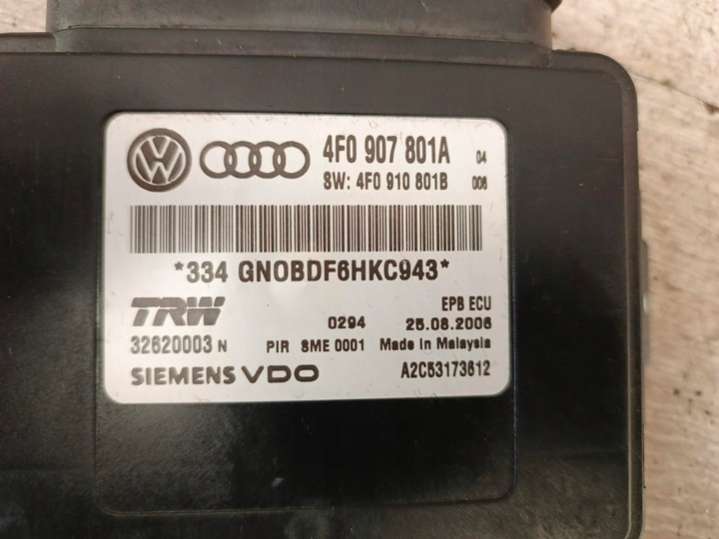 4F0 907 801A 04
SW: 4F0 910 801B 006
*334 GN0BDF6HKC943*
TRW EPB ECU
0294 25.08.2006
32620003 N PIR SME 0001 Made in Malaysia
SIEMENS VDO A2C53173612